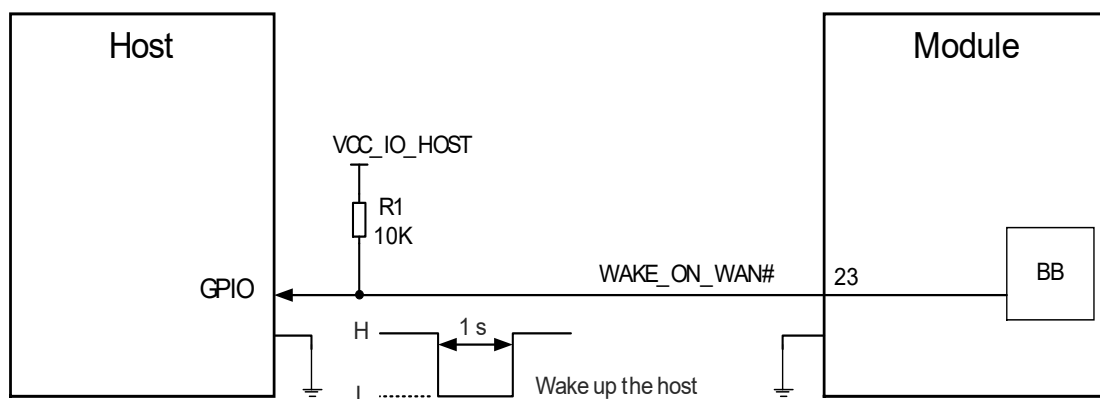 Host
Module
VCC_IO_HOST
R1
10K
WAKE_ON_WAN#
23
BB
GPIO
H
1 s
L
Wake up the host